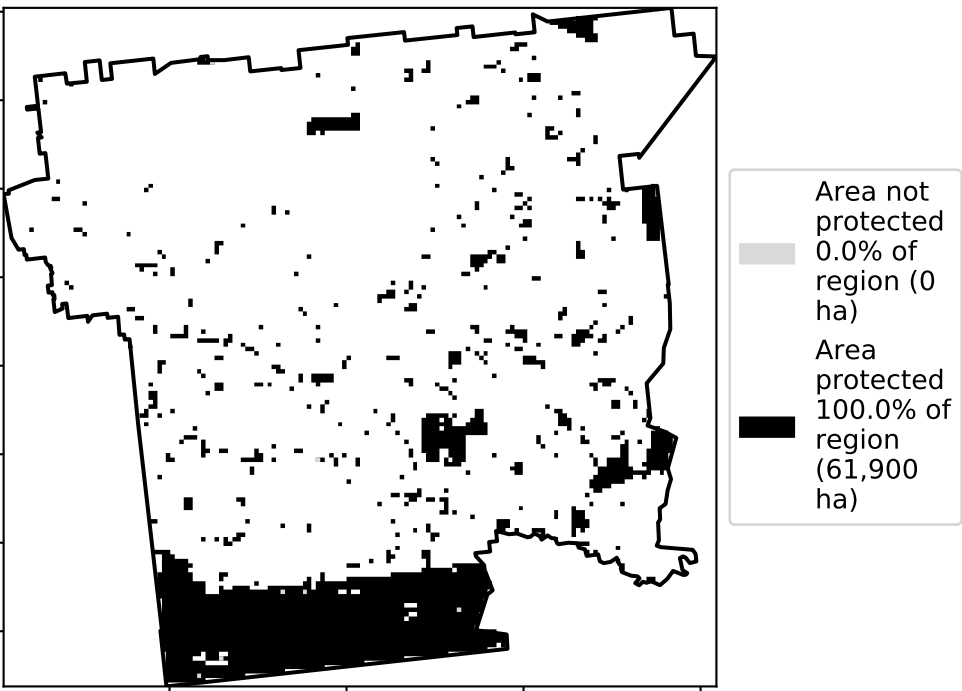 Area not
protected
0.0% of
region (0
ha)
Area
protected
100.0% of
region
(61,900
ha)